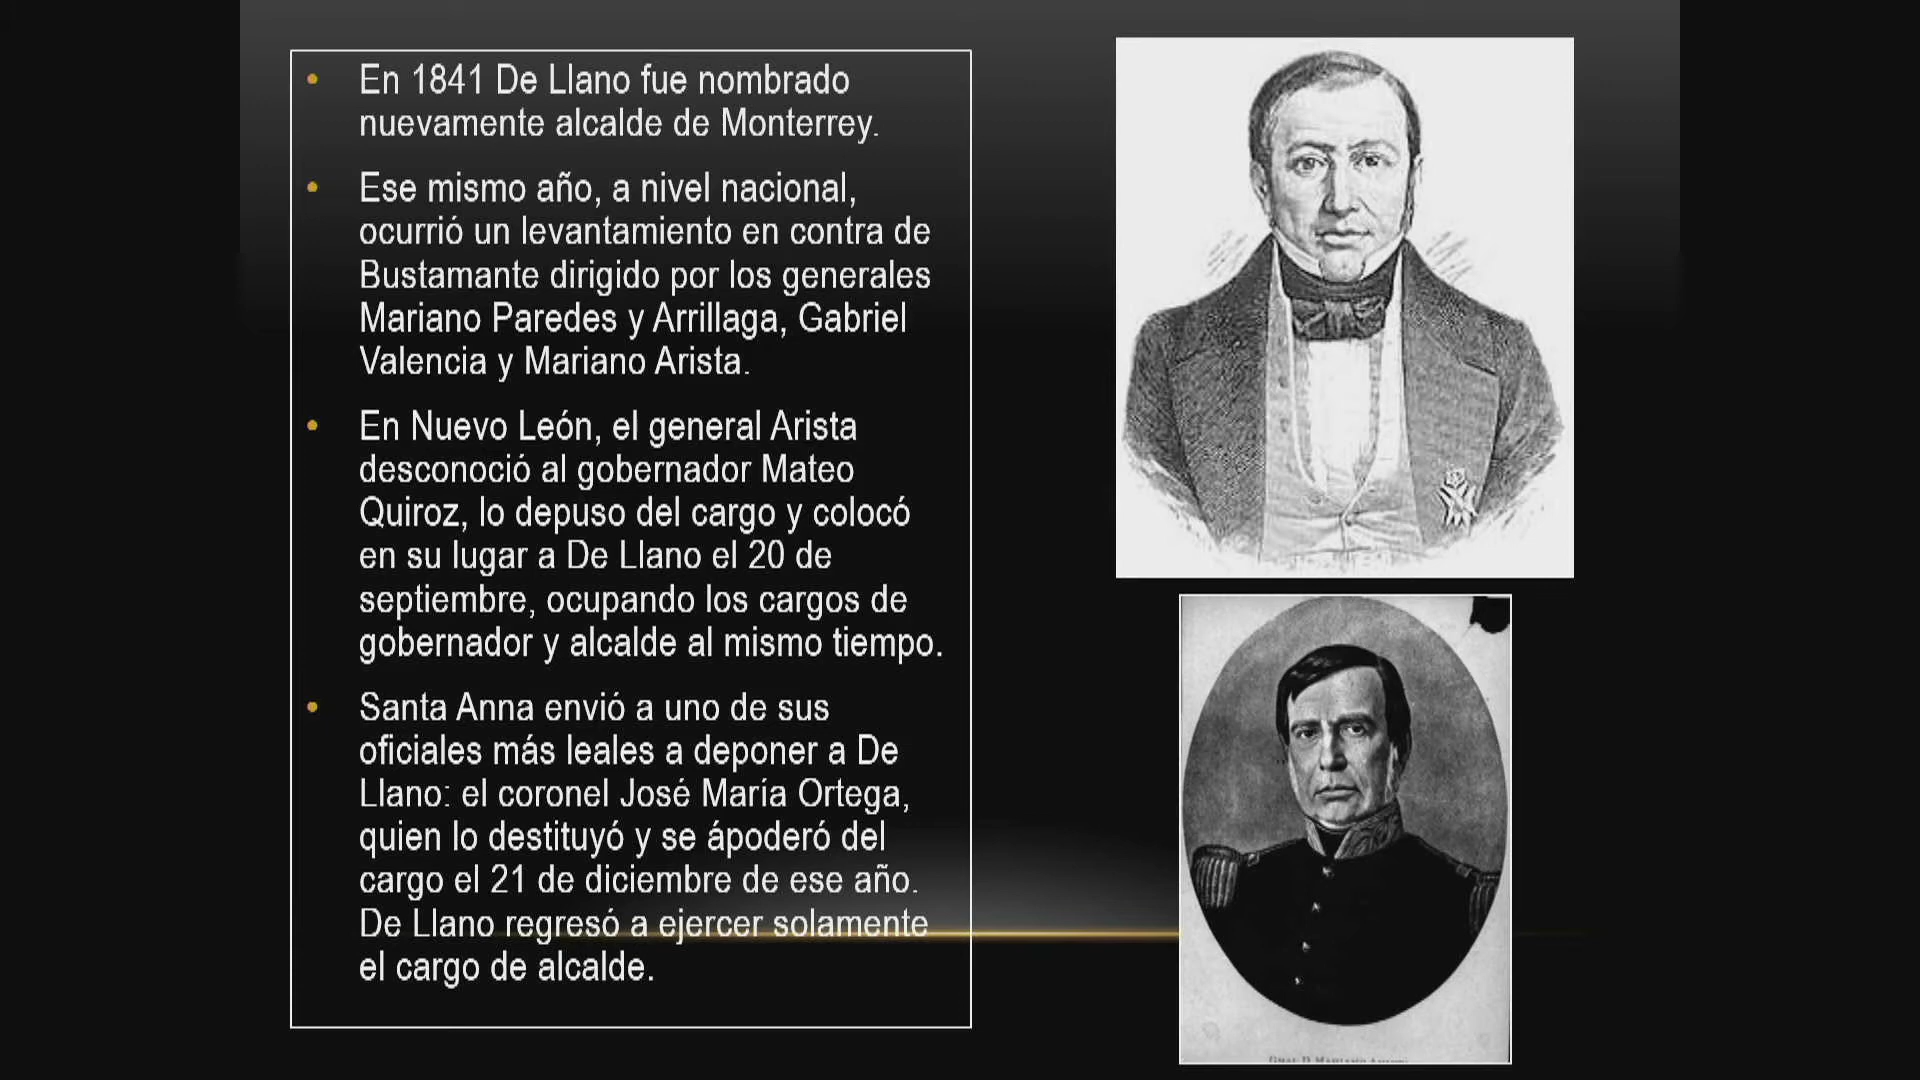 En 1841 De Llano fue nombrado
nuevamente alcalde de Monterrey.
Ese mismo año, a nivel nacional,
ocurrió un levantamiento en contra de
Bustamante dirigido por los generales
Mariano Paredes y Arrillaga, Gabriel
Valencia y Mariano Arista.
En Nuevo León, el general Arista
desconoció al gobernador Mateo
Quiroz, lo depuso del cargo y colocó
en su lugar a De Llano el 20 de
septiembre, ocupando los cargos de
gobernador y alcalde al mismo tiempo.
Santa Anna envió a uno de sus
oficiales más leales a deponer a De
Llano: el coronel José María Ortega,
quien lo destituyó y se ápoderó del
cargo el 21 de diciembre de ese año.
De Llano regresó a ejercer solamente
el cargo de alcalde.